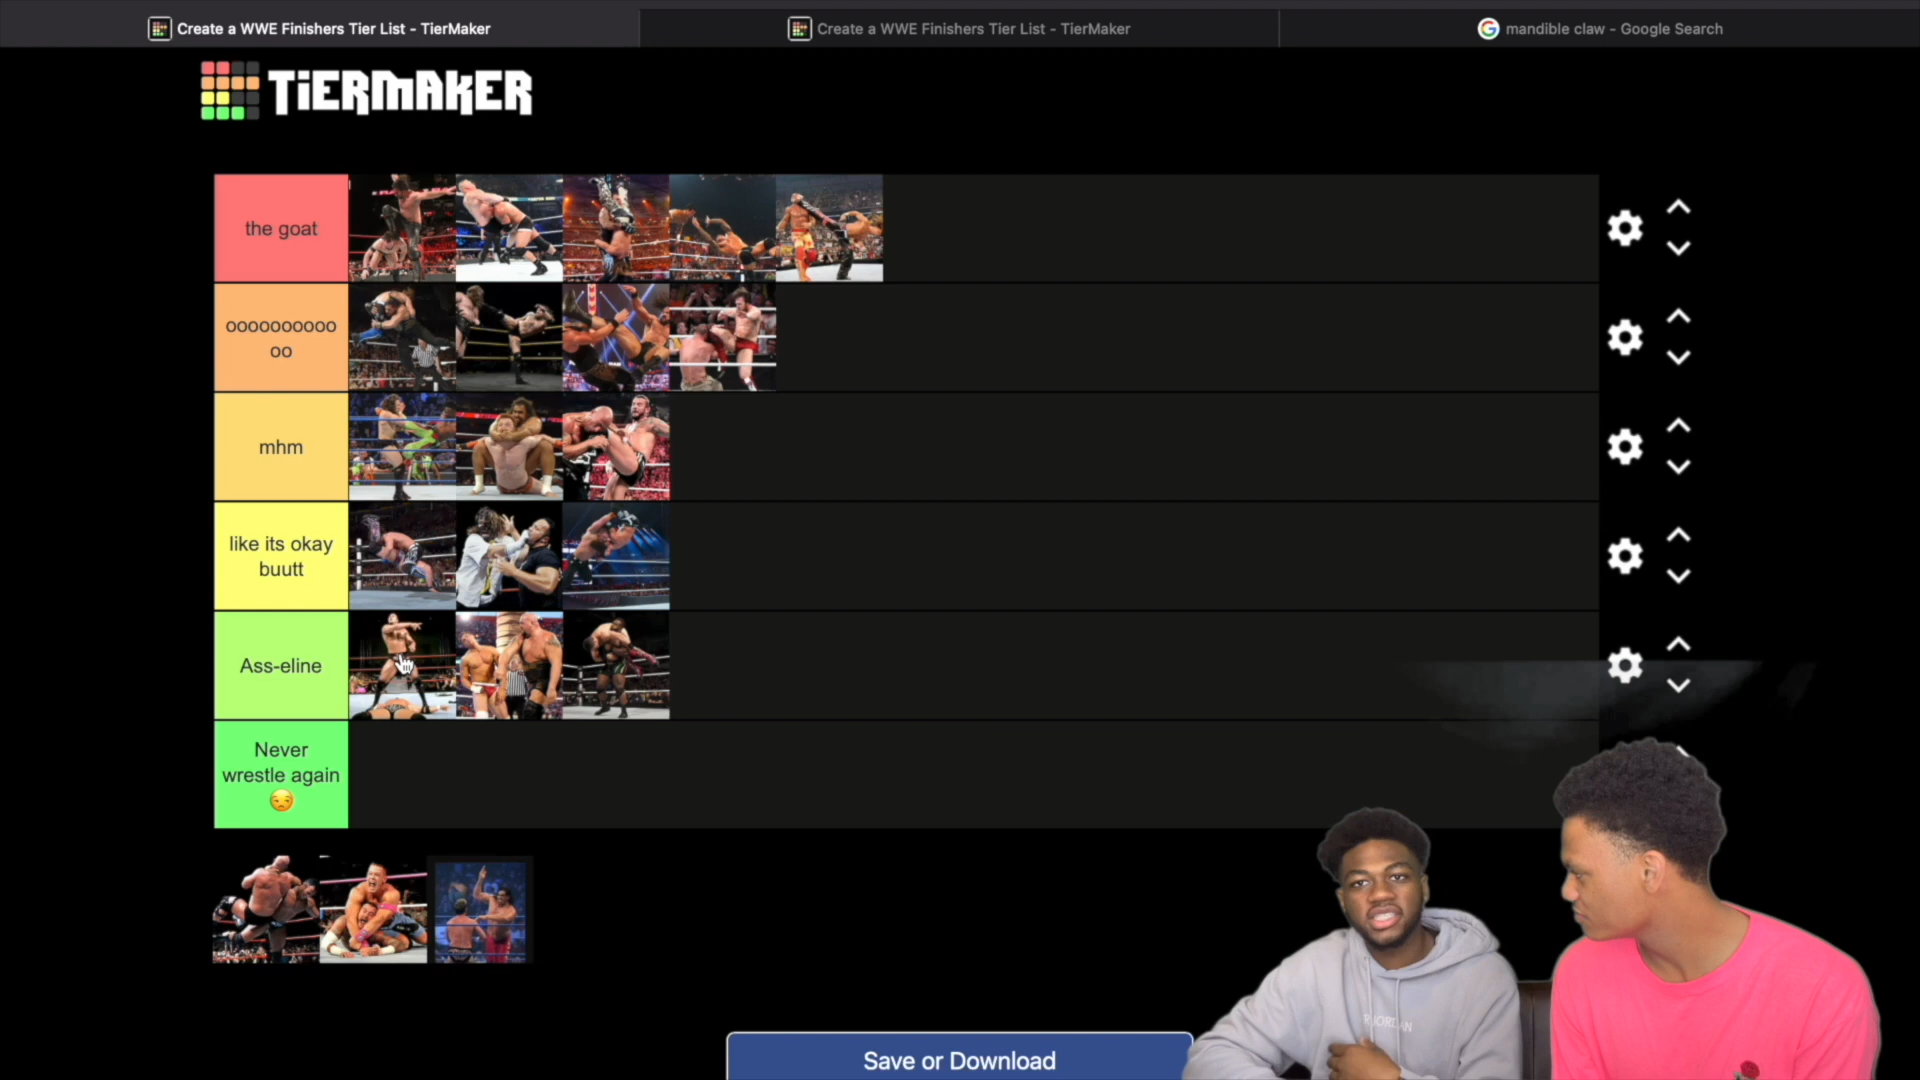 Create a WWE Finishers Tier List - TierMaker
Create a WWE Finishers Tier List - TierMaker
mandible claw - Google Search
TiERMAKER
the goat
oooooooooo
oo
mhm
like its okay
buutt
Ass-eline
Never
wrestle again
😒
Save or Download